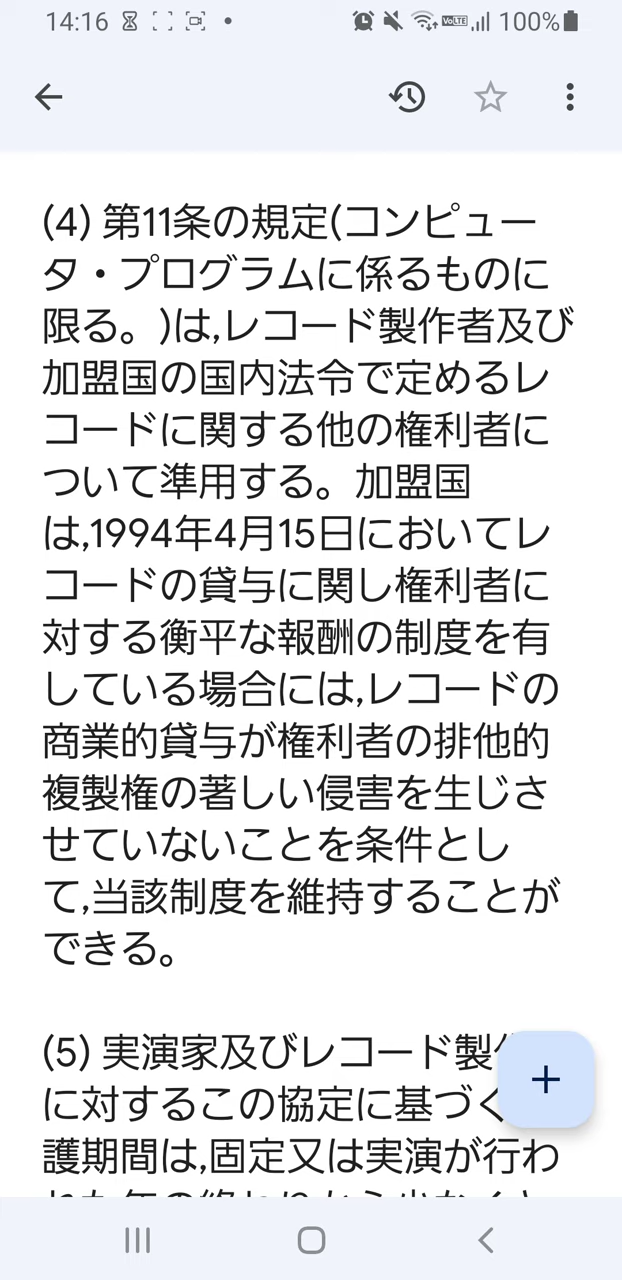 14:16
VoLTE
100%
(4) 第11条の規定(コンピュー
タ・プログラムに係るものに
限る。)は,レコード製作者及び
加盟国の国内法令で定めるレ
コードに関する他の権利者に
ついて準用する。加盟国
は,1994年4月15日においてレ
コードの貸与に関し権利者に
対する衡平な報酬の制度を有
している場合には,レコードの
商業的貸与が権利者の排他的
複製権の著しい侵害を生じさ
せていないことを条件とし
て,当該制度を維持することが
できる。
(5) 実演家及びレコード製
に対するこの協定に基づく
護期間は,固定又は実演が行わ